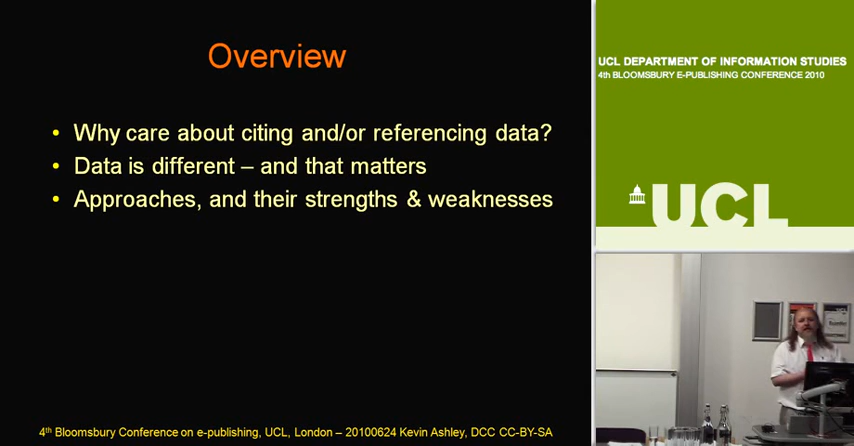 Overview
• Why care about citing and/or referencing data?
• Data is different – and that matters
• Approaches, and their strengths & weaknesses
4th Bloomsbury Conference on e-publishing, UCL, London – 20100624 Kevin Ashley, DCC CC-BY-SA
UCL DEPARTMENT OF INFORMATION STUDIES
4th BLOOMSBURY E-PUBLISHING CONFERENCE 2010
UCL